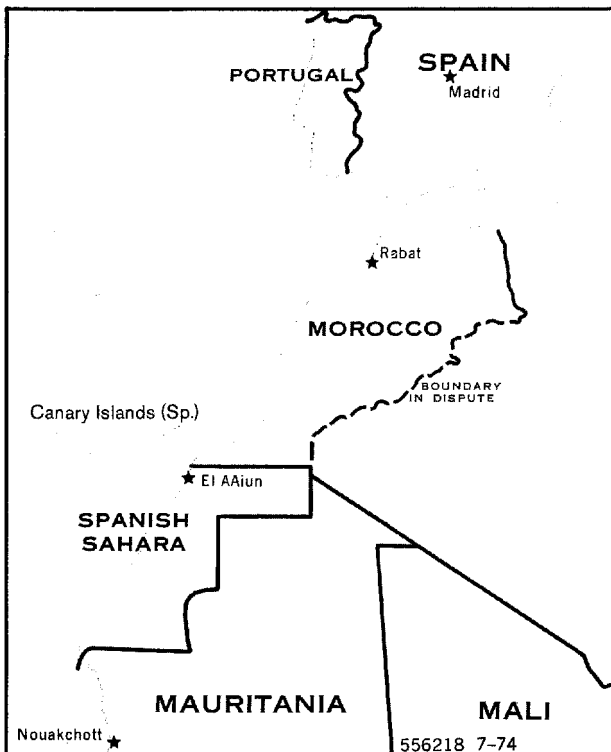 PORTUGAL
SPAIN
Madrid
Rabat
MOROCCO
BOUNDARY
IN DISPUTE
Canary Islands (Sp.)
El AAiun
SPANISH
SAHARA
MAURITANIA
MALI
Nouakchott
556218 7-74